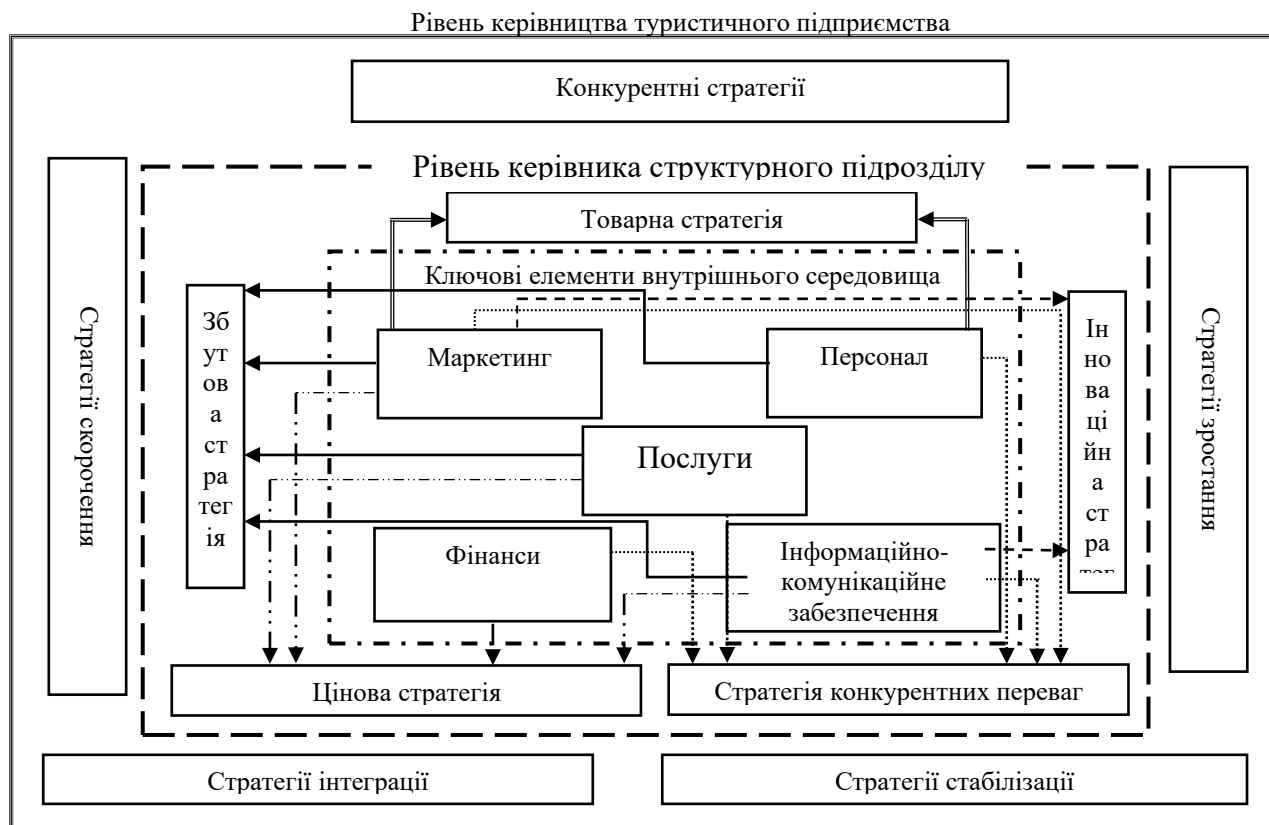 Рівень керівництва туристичного підприємства
Конкурентні стратегії
Рівень керівника структурного підрозділу
Товарна стратегія
Ключові елементи внутрішнього середовища
Стратегії скорочення
Зб
ут
ов
а
ст
ра
тег
ія
Маркетинг
Персонал
Послуги
Фінанси
Інформаційно-
комунікаційне
забезпечення
Ін
но
ва
ці
йн
а
ст
ра
тег
Стратегії зростання
Цінова стратегія
Стратегія конкурентних переваг
Стратегії інтеграції
Стратегії стабілізації